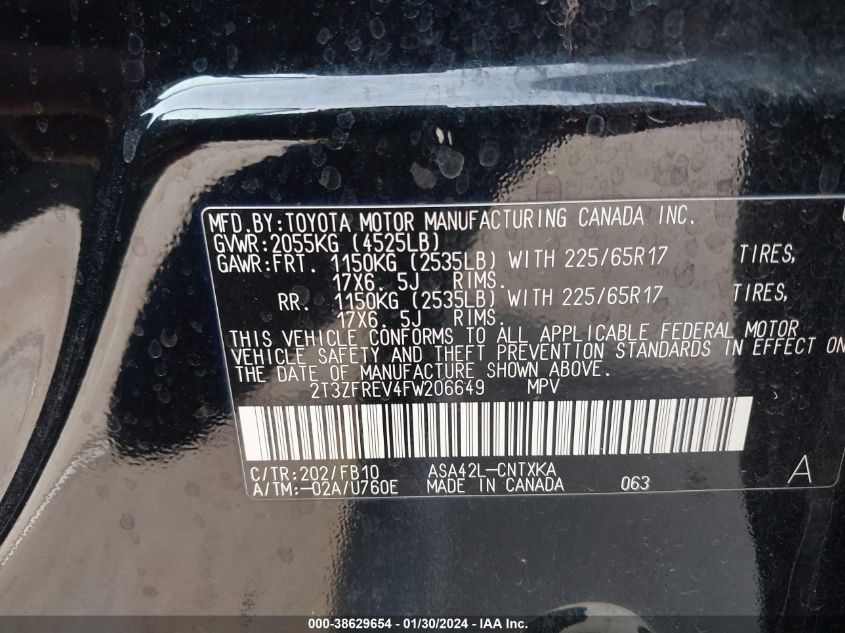 MFD.BY:TOYOTA MOTOR MANUFACTURING CANADA INC.
GVWR:2055KG (4525LB)
GAWR:FRT. 1150KG (2535LB) WITH 225/65R17 TIRES,
17X6. 5J RIMS.
RR. 1150KG (2535LB) WITH 225/65R17 TIRES,
17X6. 5J RIMS.
THIS VEHICLE CONFORMS TO ALL APPLICABLE FEDERAL MOTOR
VEHICLE SAFETY AND THEFT PREVENTION STANDARDS IN EFFECT ON
THE DATE OF MANUFACTURE SHOWN ABOVE.
2T3ZFREV4FW206649 MPV
C/TR:202/FB10 ASA42L-CNTXKA
A/TM:-02A/U760E MADE IN CANADA 063 A
000-38629654 - 01/30/2024 - IAA Inc.